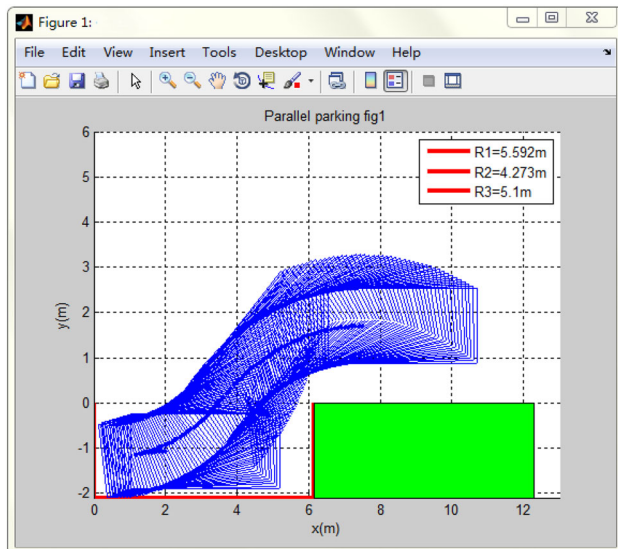 Figure 1:
File Edit View Insert Tools Desktop Window Help
Parallel parking fig1
R1=5.592m
R2=4.273m
R3=5.1m
6
5
4
3
2
1
0
-1
-2
y(m)
0 2 4 6 8 10 12
x(m)